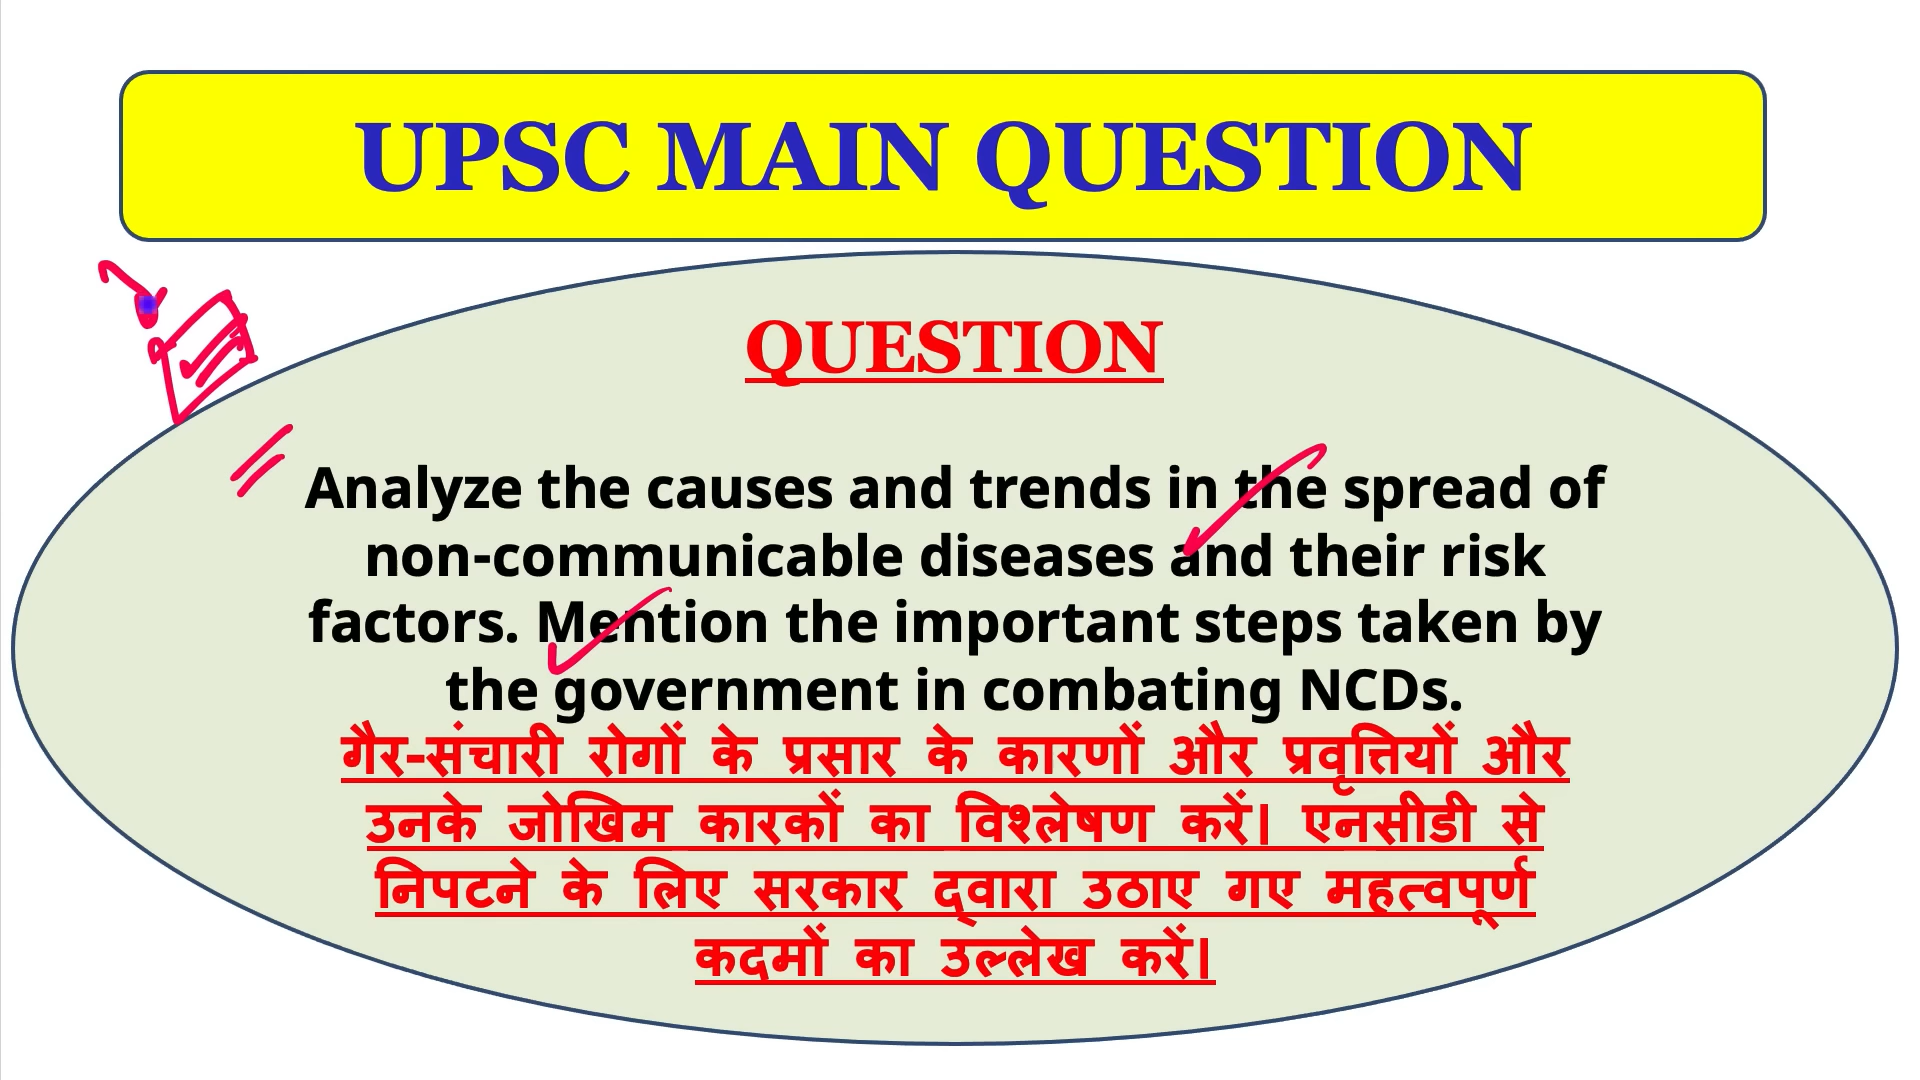 UPSC MAIN QUESTION
QUESTION
Analyze the causes and trends in the spread of
non-communicable diseases and their risk
factors. Mention the important steps taken by
the government in combating NCDs.
गैर-संचारी रोगों के प्रसार के कारणों और प्रवृत्तियों और
उनके जोखिम कारकों का विश्लेषण करें। एनसीडी से
निपटने के लिए सरकार द्वारा उठाए गए महत्वपूर्ण
कदमों का उल्लेख करें।